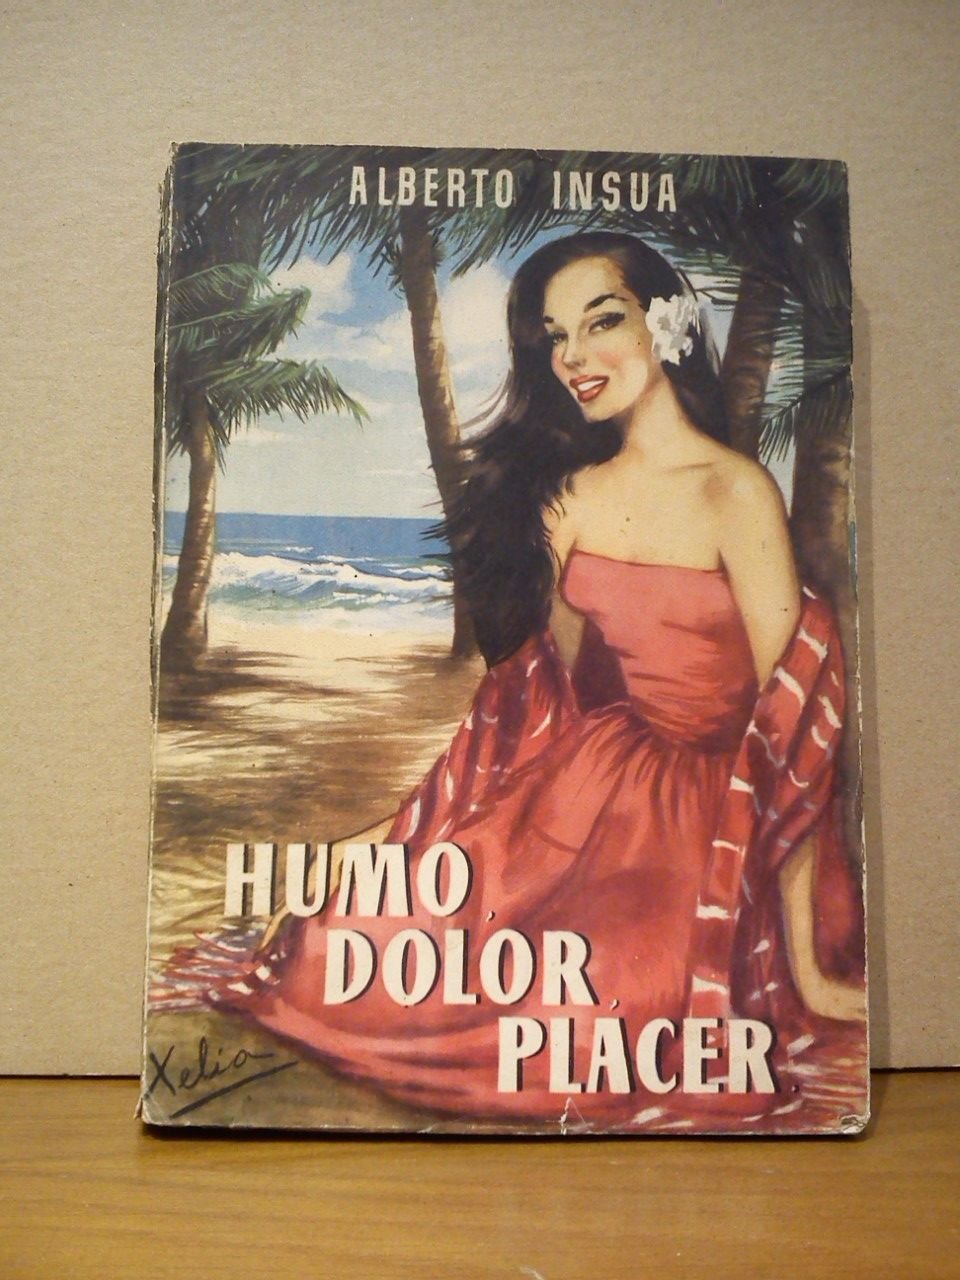 ALBERTO INSUA
HUMO,
DOLOR,
PLACER.
Xelia